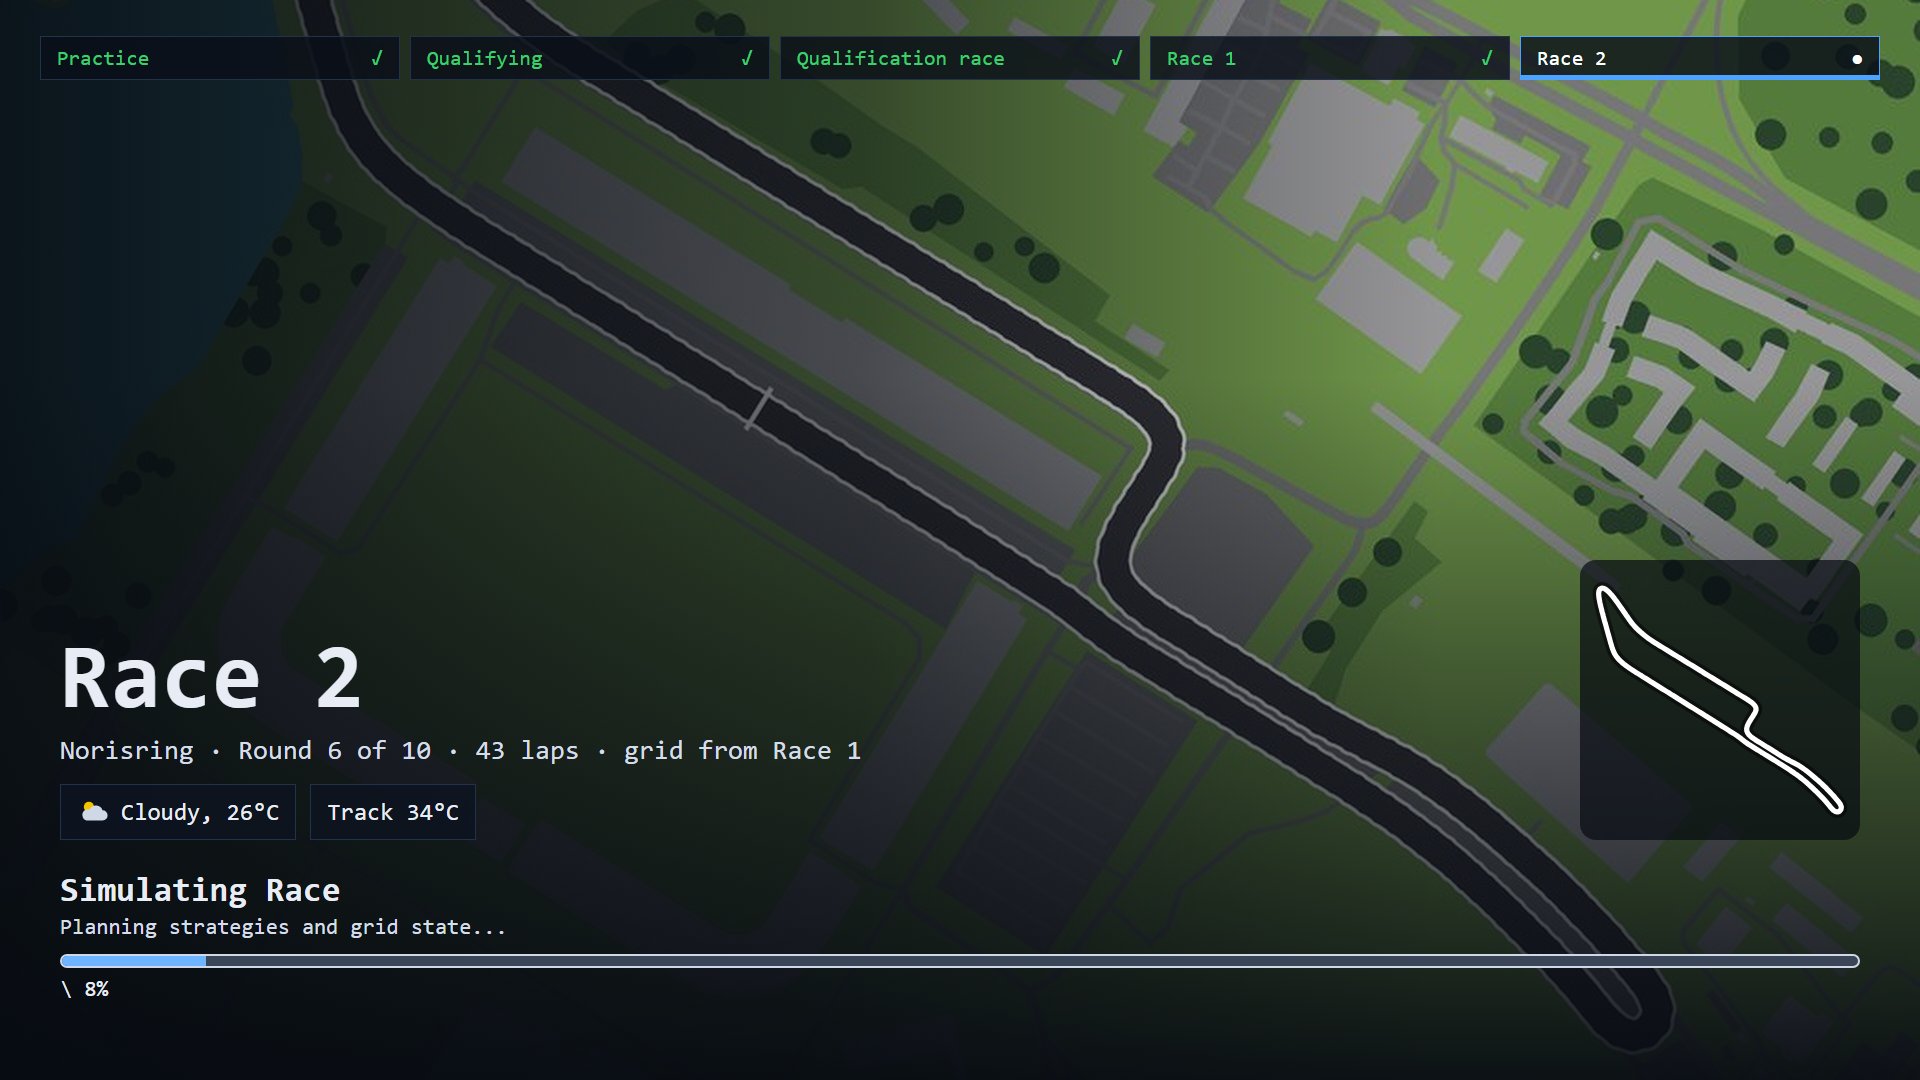 Practice ✓ Qualifying ✓ Qualification race ✓ Race 1 ✓ Race 2 ●
Race 2
Norisring · Round 6 of 10 · 43 laps · grid from Race 1
Cloudy, 26°C Track 34°C
Simulating Race
Planning strategies and grid state...
\ 8%